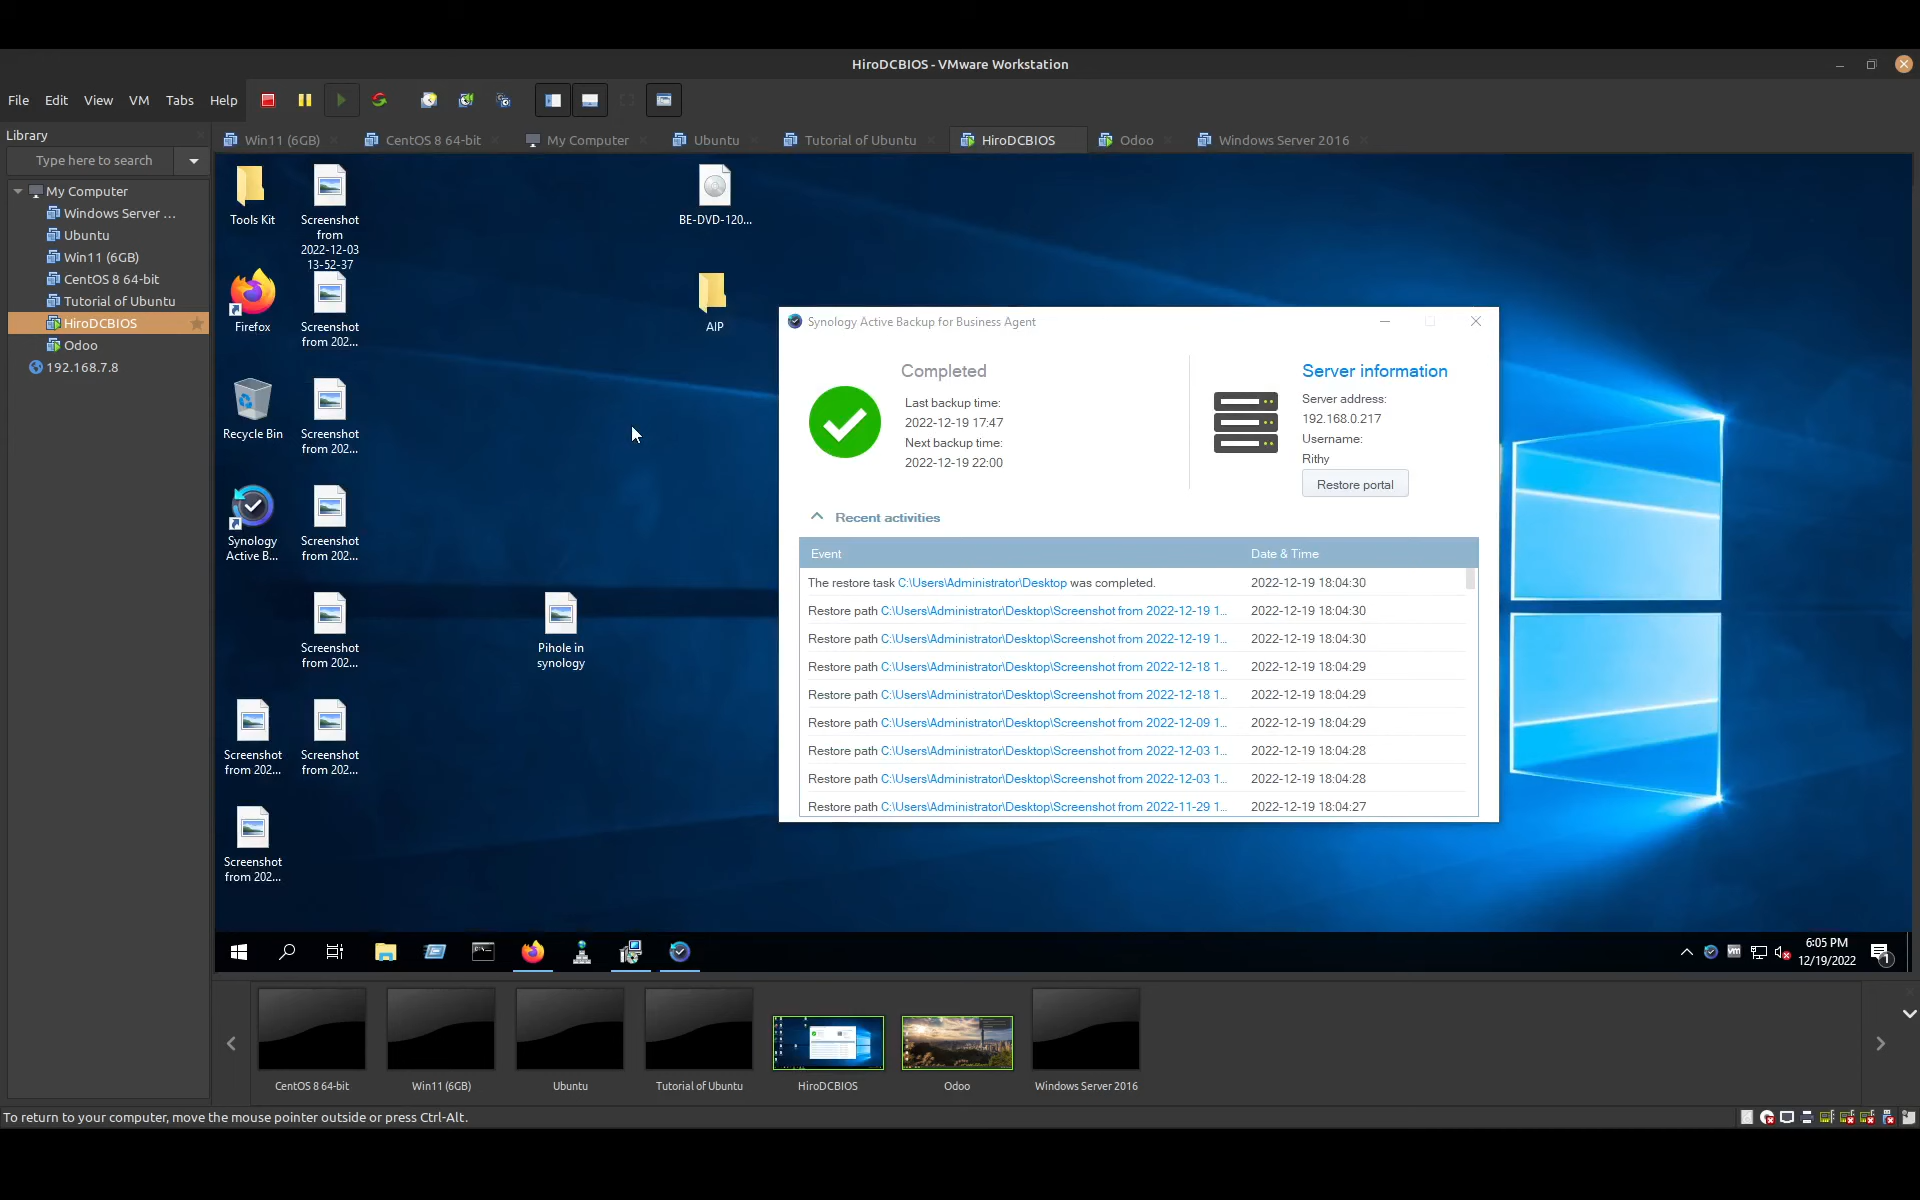 HiroDCBIOS - VMware Workstation
File Edit View VM Tabs Help
Library
Type here to search
My Computer
Windows Server ...
Ubuntu
Win11 (6GB)
CentOS 8 64-bit
Tutorial of Ubuntu
HiroDCBIOS
Odoo
192.168.7.8
Win11 (6GB) CentOS 8 64-bit My Computer Ubuntu Tutorial of Ubuntu HiroDCBIOS Odoo Windows Server 2016
Tools Kit
Screenshot
from
2022-12-03
13-52-37
BE-DVD-120...
Firefox
Screenshot
from 202...
AIP
Recycle Bin
Screenshot
from 202...
Synology
Active B...
Screenshot
from 202...
Screenshot
from 202...
Pihole in
synology
Screenshot
from 202...
Screenshot
from 202...
Screenshot
from 202...
Synology Active Backup for Business Agent
Completed
Last backup time:
2022-12-19 17:47
Next backup time:
2022-12-19 22:00
Server information
Server address:
192.168.0.217
Username:
Rithy
Restore portal
Recent activities
Event Date & Time
The restore task C:\Users\Administrator\Desktop was completed. 2022-12-19 18:04:30
Restore path C:\Users\Administrator\Desktop\Screenshot from 2022-12-19 1... 2022-12-19 18:04:30
Restore path C:\Users\Administrator\Desktop\Screenshot from 2022-12-19 1... 2022-12-19 18:04:30
Restore path C:\Users\Administrator\Desktop\Screenshot from 2022-12-18 1... 2022-12-19 18:04:29
Restore path C:\Users\Administrator\Desktop\Screenshot from 2022-12-18 1... 2022-12-19 18:04:29
Restore path C:\Users\Administrator\Desktop\Screenshot from 2022-12-09 1... 2022-12-19 18:04:29
Restore path C:\Users\Administrator\Desktop\Screenshot from 2022-12-03 1... 2022-12-19 18:04:28
Restore path C:\Users\Administrator\Desktop\Screenshot from 2022-12-03 1... 2022-12-19 18:04:28
Restore path C:\Users\Administrator\Desktop\Screenshot from 2022-11-29 1... 2022-12-19 18:04:27
vm
6:05 PM
12/19/2022
1
CentOS 8 64-bit Win11 (6GB) Ubuntu Tutorial of Ubuntu HiroDCBIOS Odoo Windows Server 2016
To return to your computer, move the mouse pointer outside or press Ctrl-Alt.